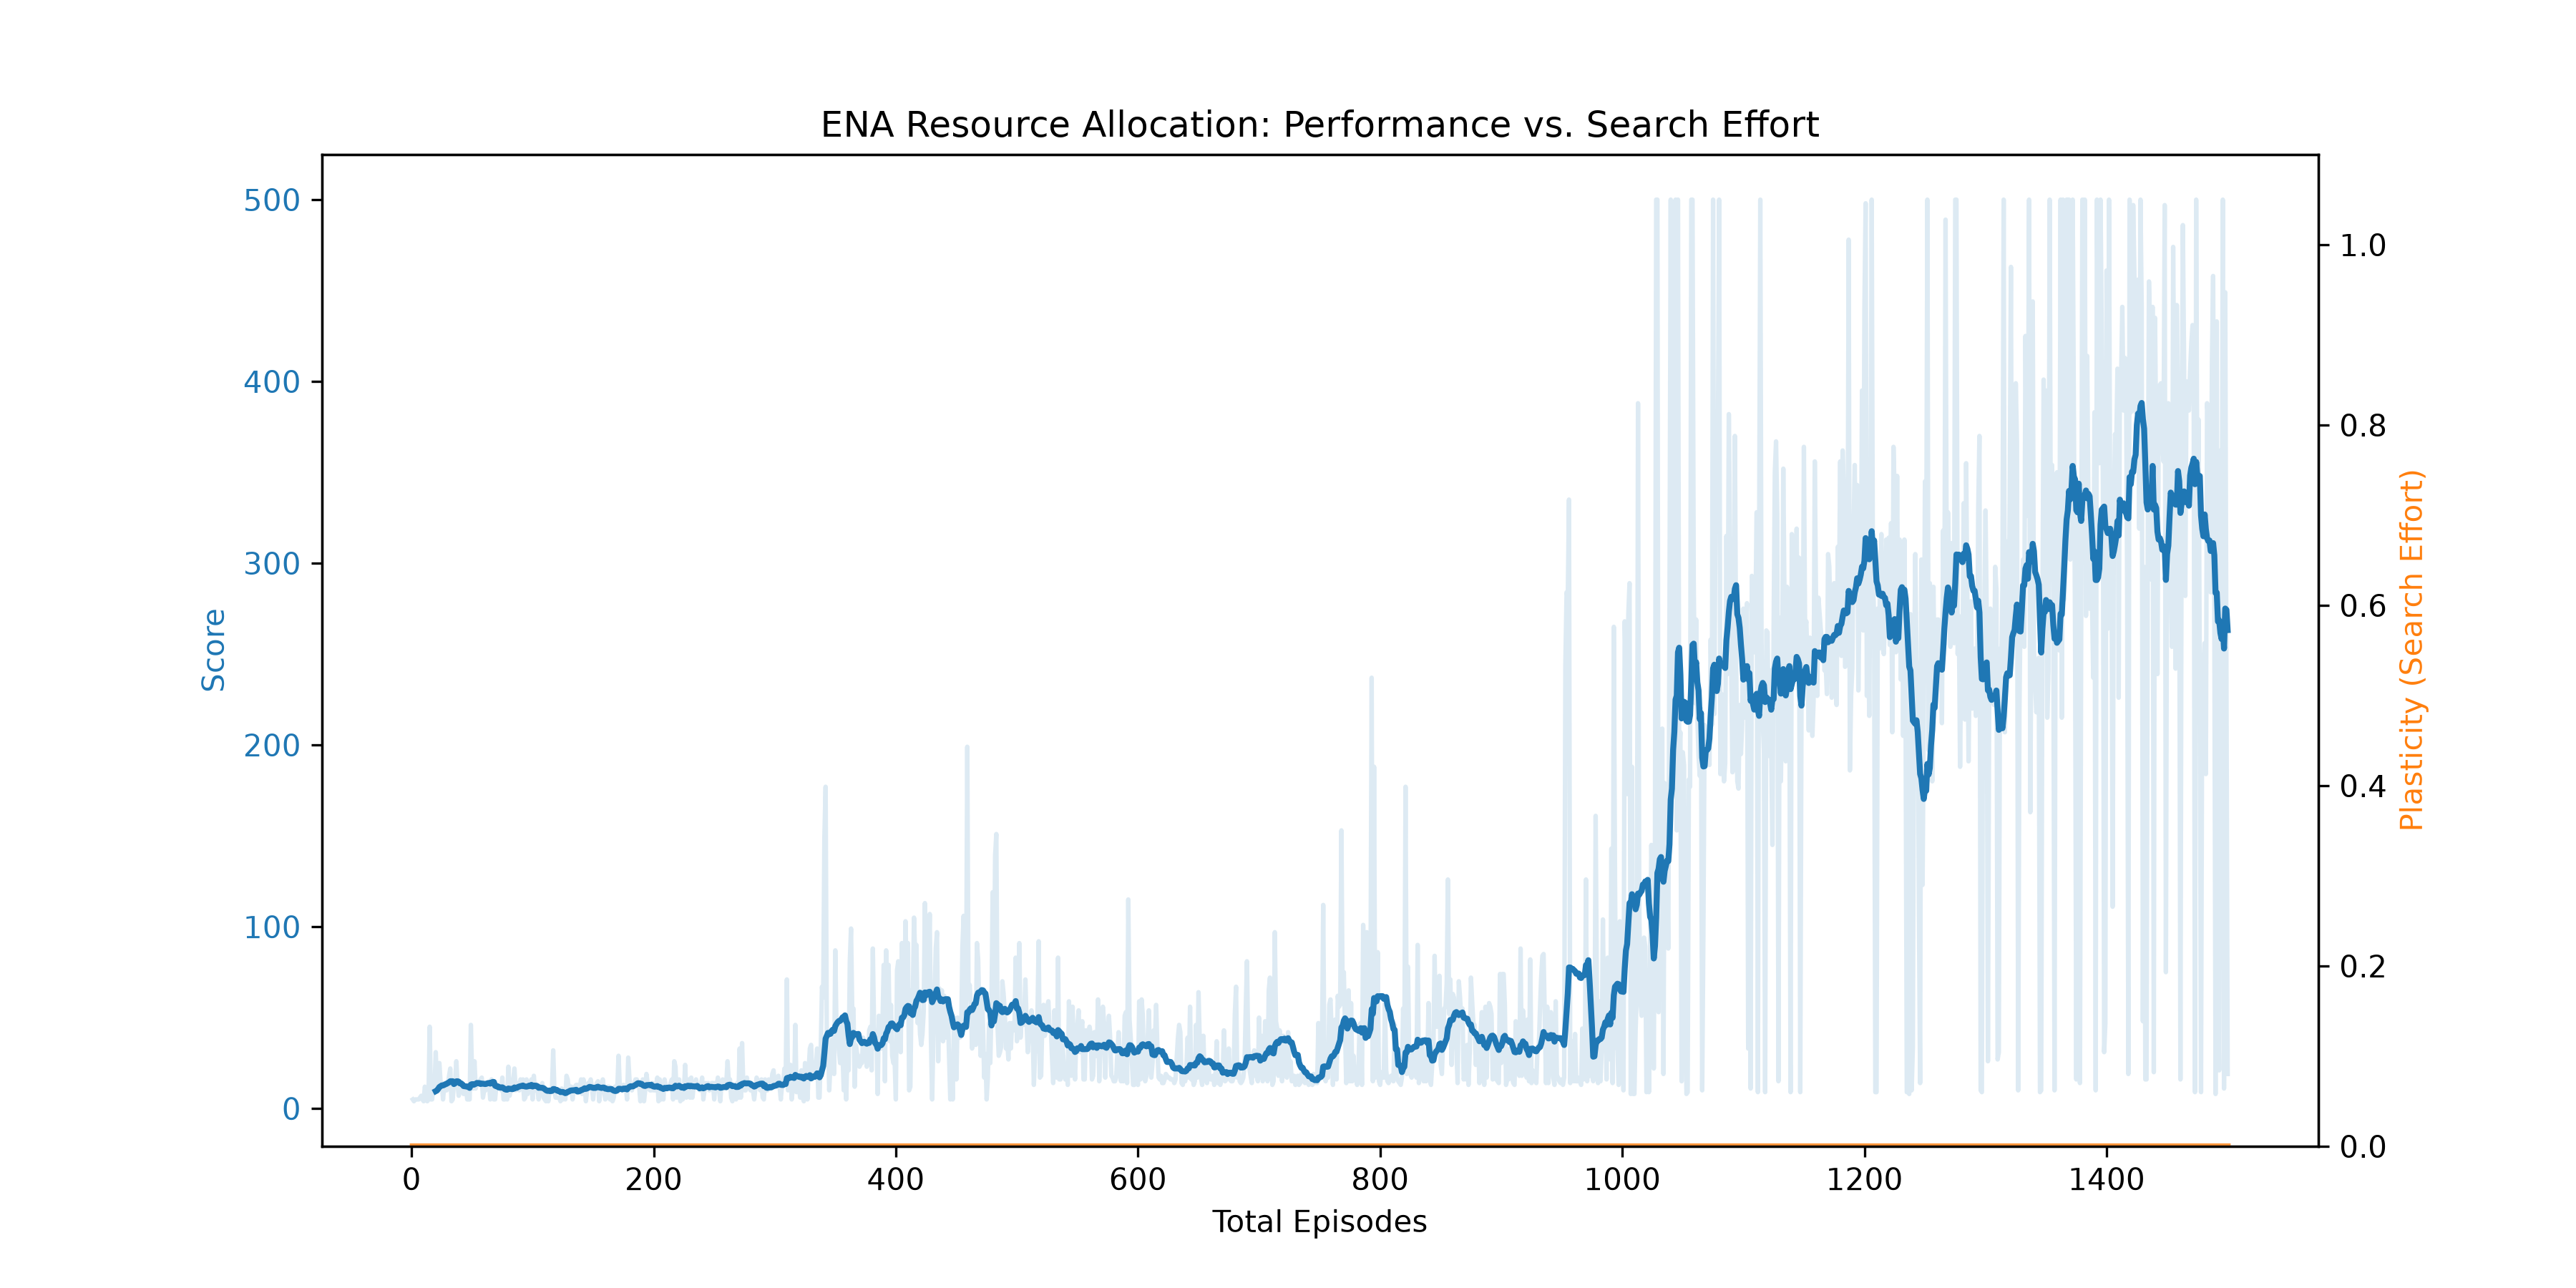 ENA Resource Allocation: Performance vs. Search Effort
500
400
300
200
100
0
Score
1.0
0.8
0.6
0.4
0.2
0.0
Plasticity (Search Effort)
0 200 400 600 800 1000 1200 1400
Total Episodes